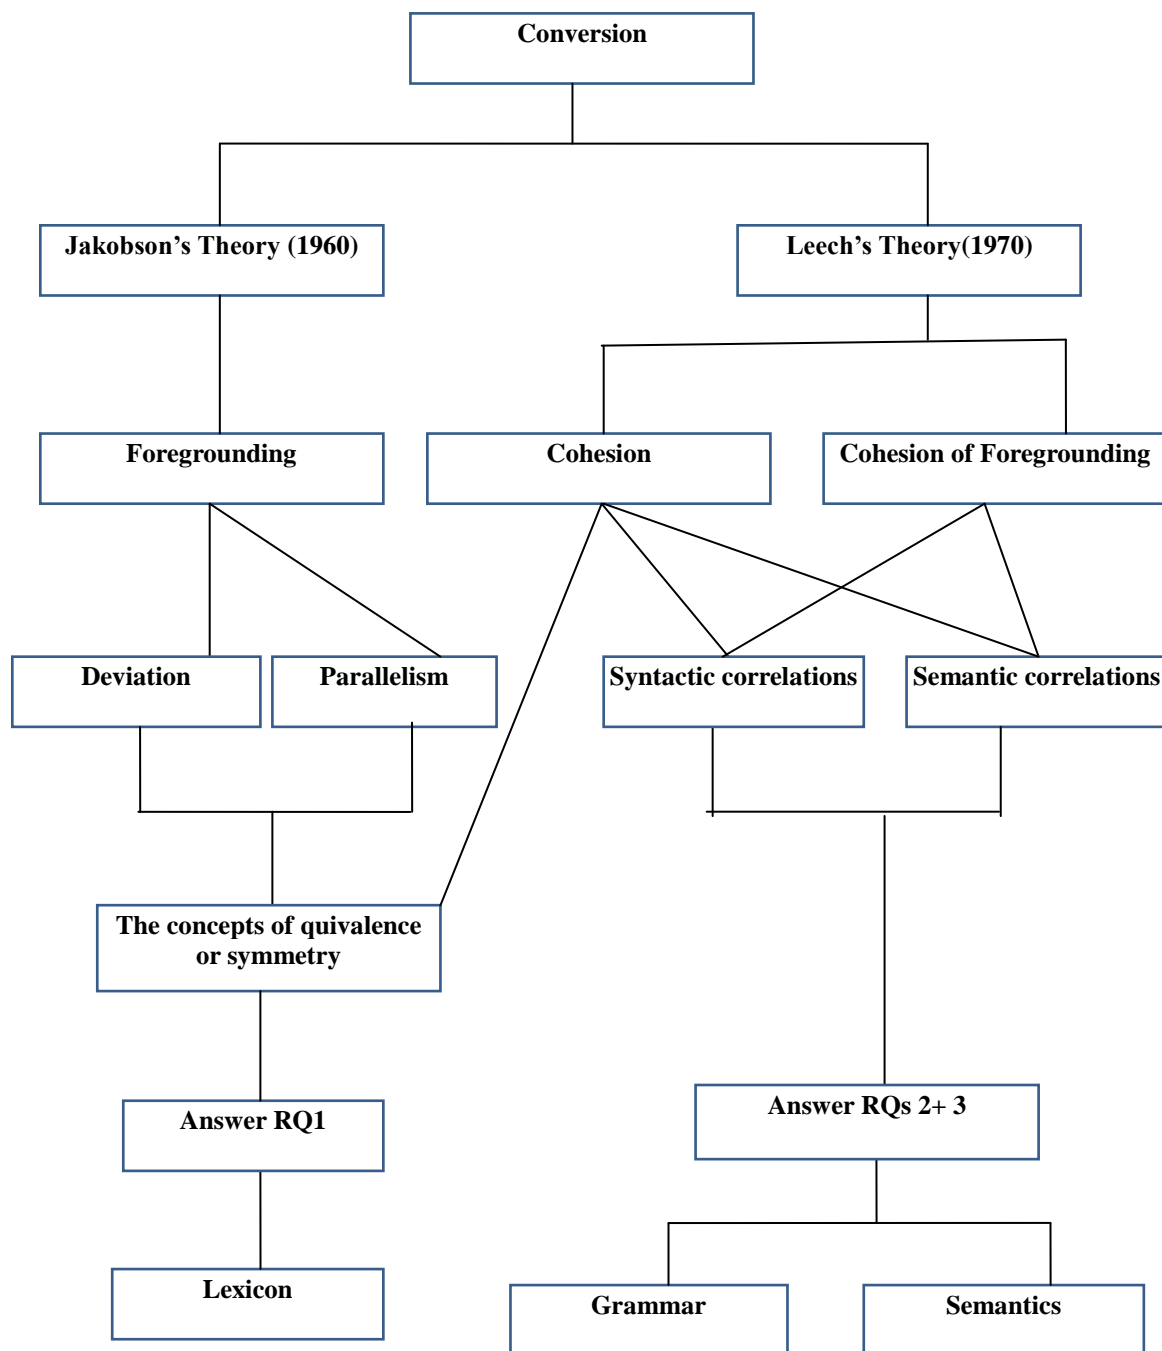 Conversion
Jakobson’s Theory (1960)
Leech’s Theory(1970)
Foregrounding
Cohesion
Cohesion of Foregrounding
Deviation
Parallelism
Syntactic correlations
Semantic correlations
The concepts of quivalence
or symmetry
Answer RQ1
Answer RQs 2+ 3
Lexicon
Grammar
Semantics